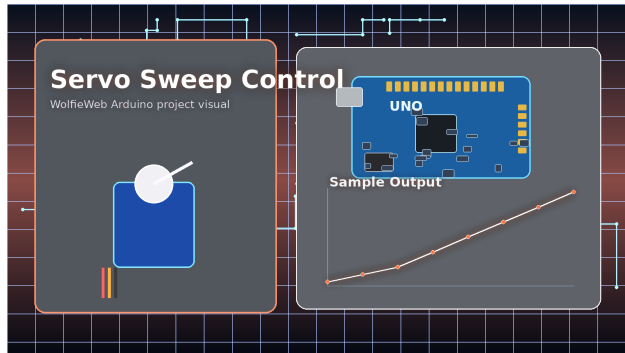 Servo Sweep Control
WolfieWeb Arduino project visual
UNO
Sample Output